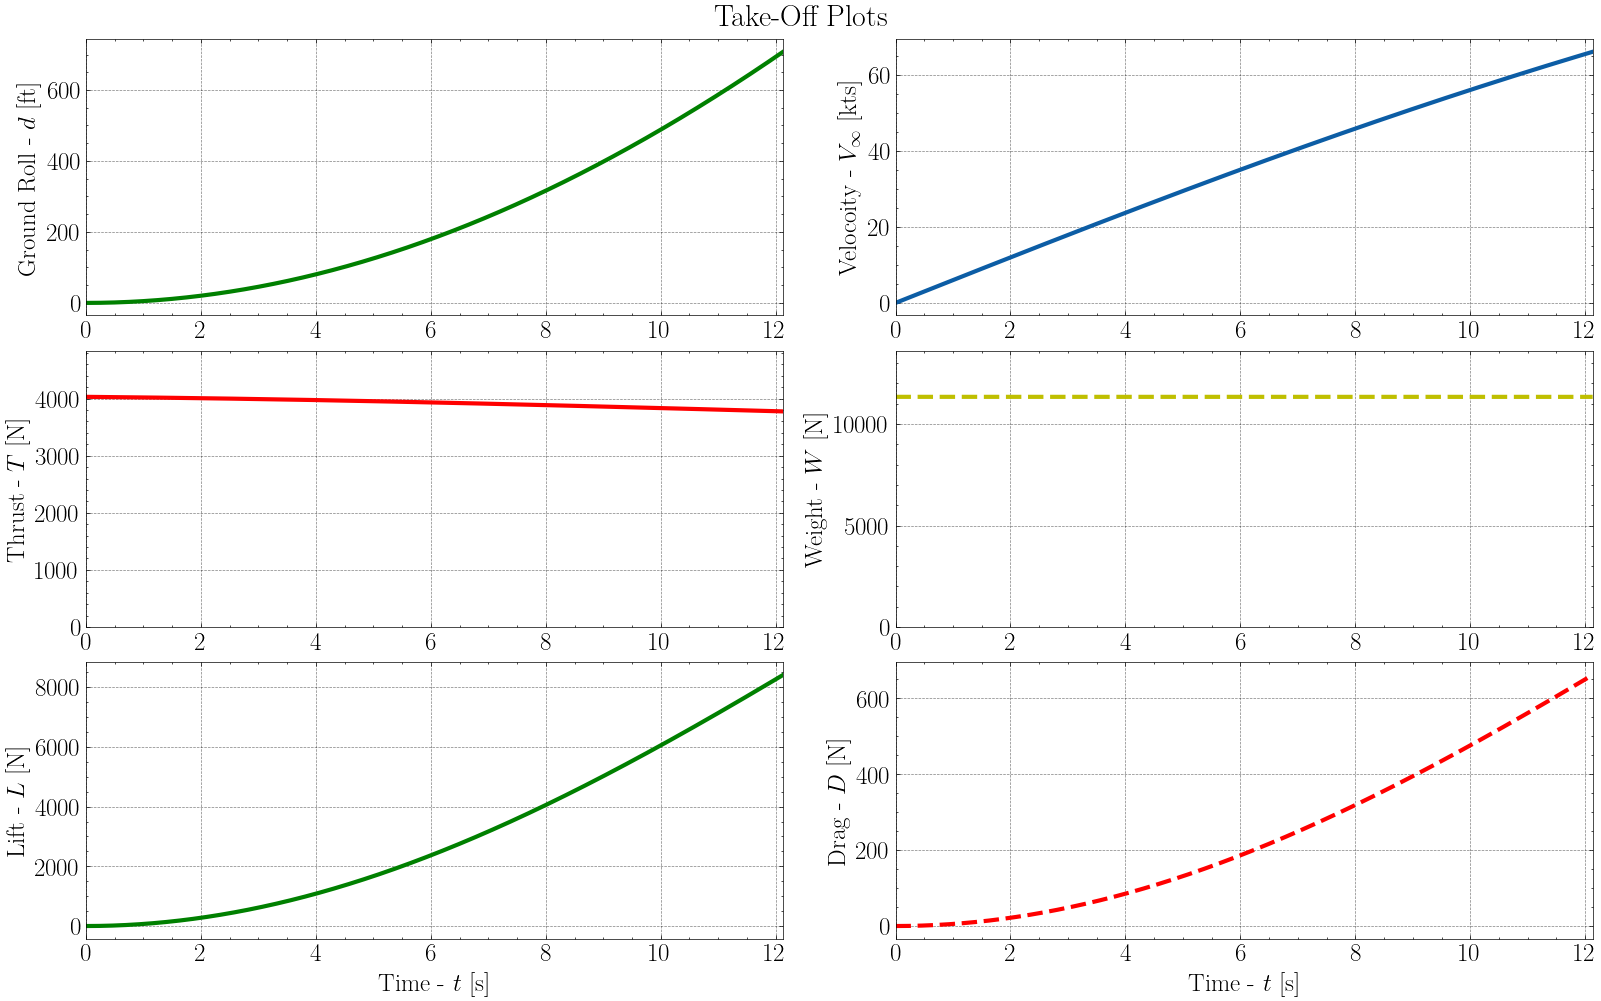 Take-Off Plots
Ground Roll - d [ft]
600
400
200
0
0 2 4 6 8 10 12
Velocoity - V∞ [kts]
60
40
20
0
0 2 4 6 8 10 12
Thrust - T [N]
4000
3000
2000
1000
0
0 2 4 6 8 10 12
Weight - W [N]
10000
5000
0
0 2 4 6 8 10 12
Lift - L [N]
8000
6000
4000
2000
0
0 2 4 6 8 10 12
Time - t [s]
Drag - D [N]
600
400
200
0
0 2 4 6 8 10 12
Time - t [s]